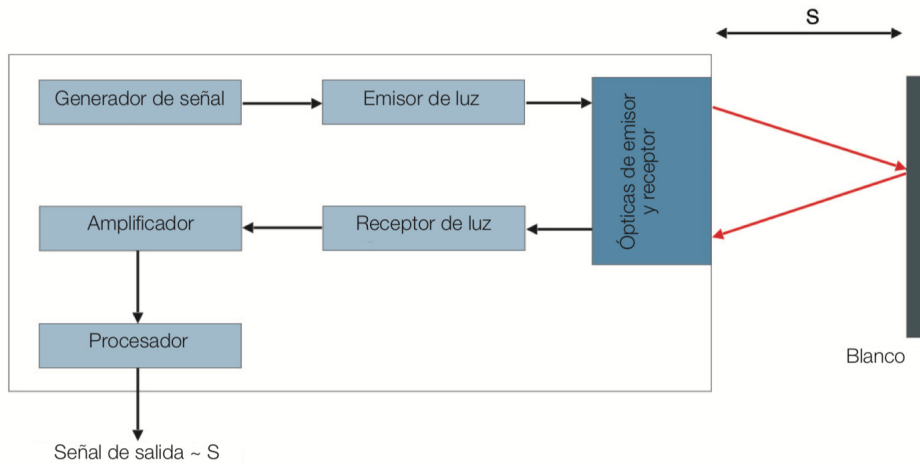 S
Generador de señal
Emisor de luz
Ópticas de emisor
y receptor
Amplificador
Receptor de luz
Procesador
Blanco
Señal de salida ~ S